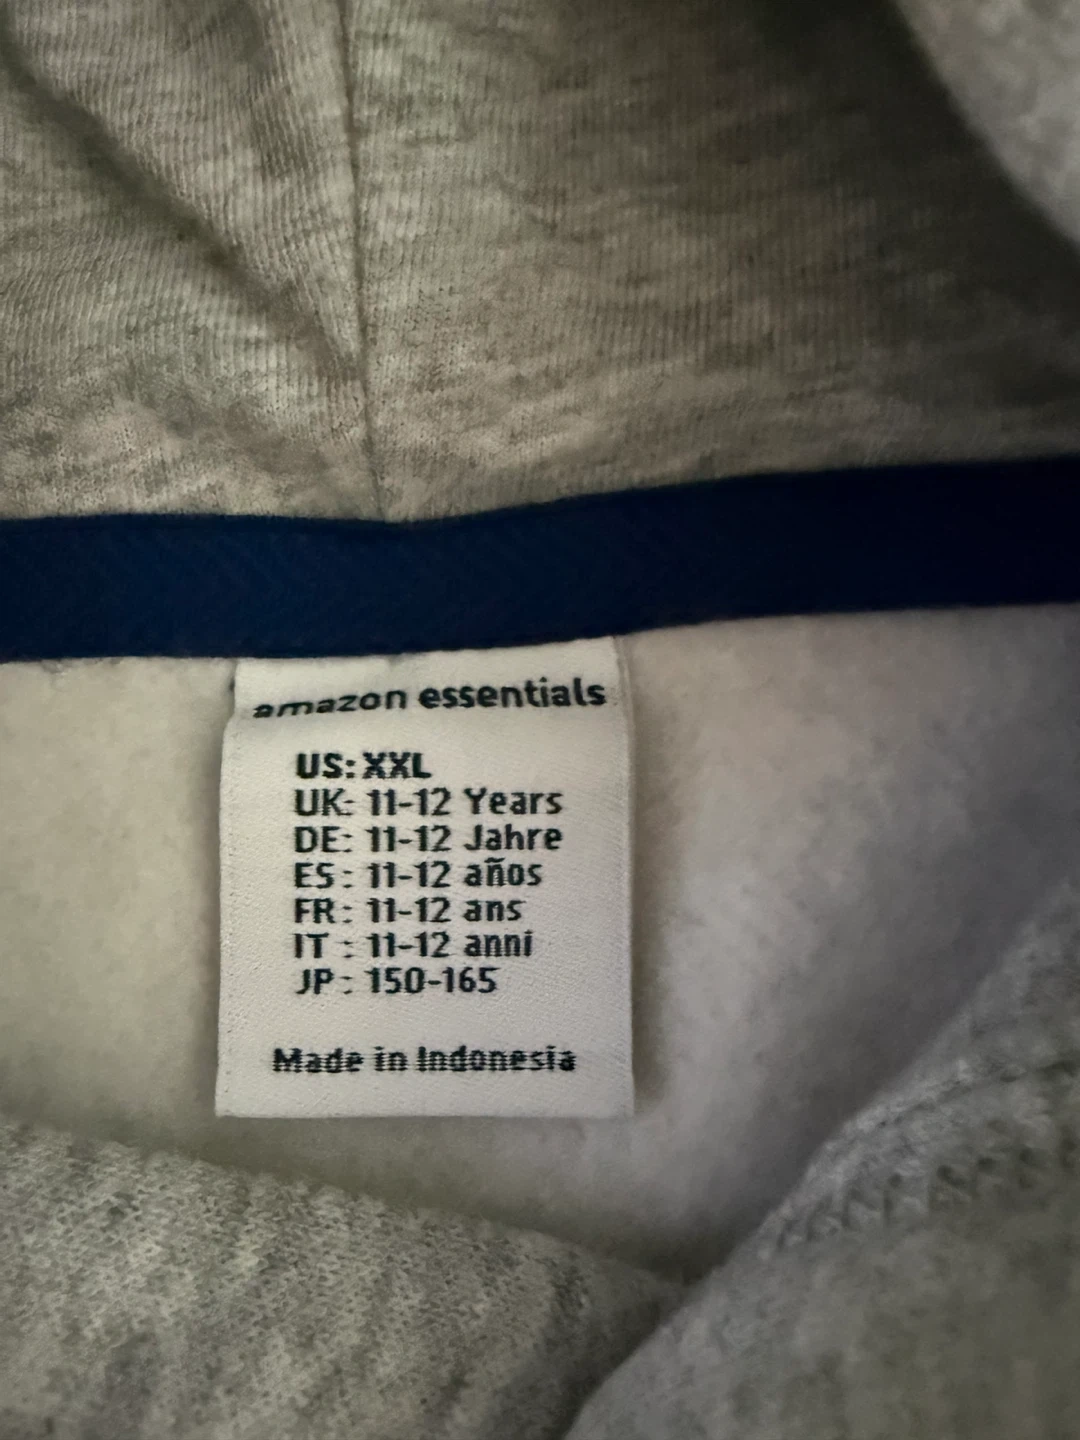 amazon essentials
US: XXL
UK: 11-12 Years
DE: 11-12 Jahre
ES: 11-12 años
FR: 11-12 ans
IT : 11-12 anni
JP: 150-165
Made in Indonesia